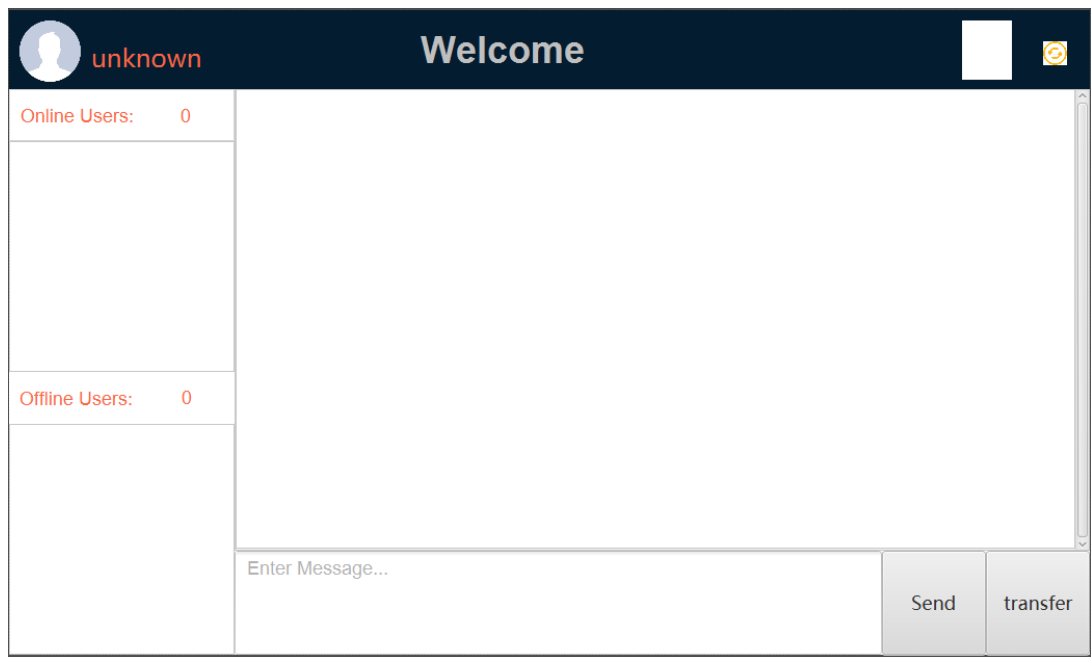 unknown
Welcome
Online Users: 0
Offline Users: 0
Enter Message...
Send
transfer